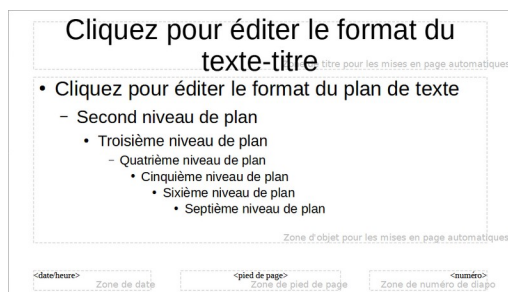 Cliquez pour éditer le format du
texte-titre
titre pour les mises en page automatiques
• Cliquez pour éditer le format du plan de texte
– Second niveau de plan
• Troisième niveau de plan
– Quatrième niveau de plan
• Cinquième niveau de plan
• Sixième niveau de plan
• Septième niveau de plan
Zone d'objet pour les mises en page automatiques
<date/heure>
Zone de date
<pied de page>
Zone de pied de page
<numéro>
Zone de numéro de diapo